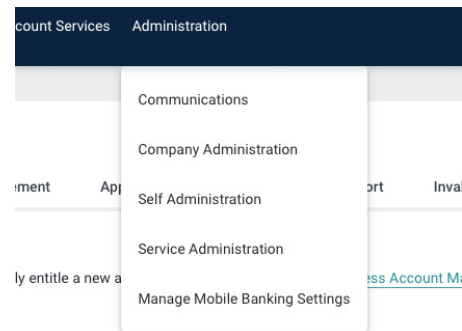 count Services Administration
Communications
Company Administration
ement App ort Inval
Self Administration
Service Administration
ly entitle a new a ess Account Ma
Manage Mobile Banking Settings